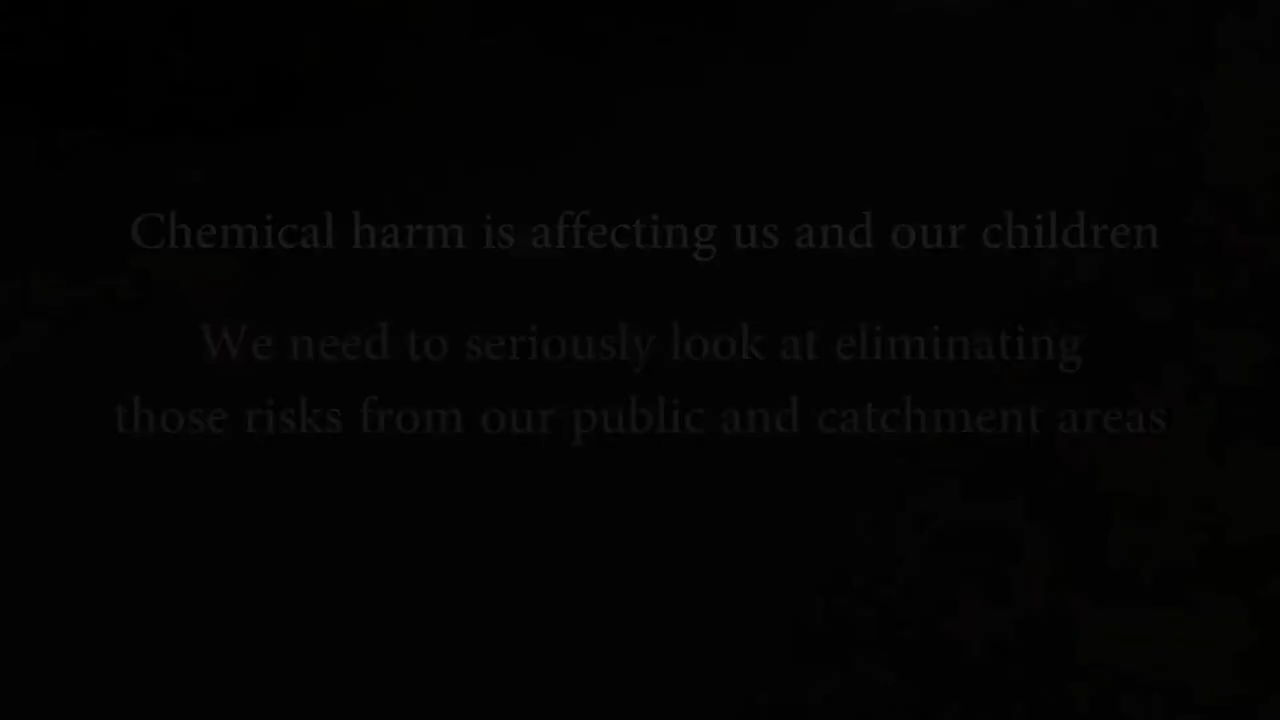 Chemical harm is affecting us and our children
We need to seriously look at eliminating
those risks from our public and catchment areas